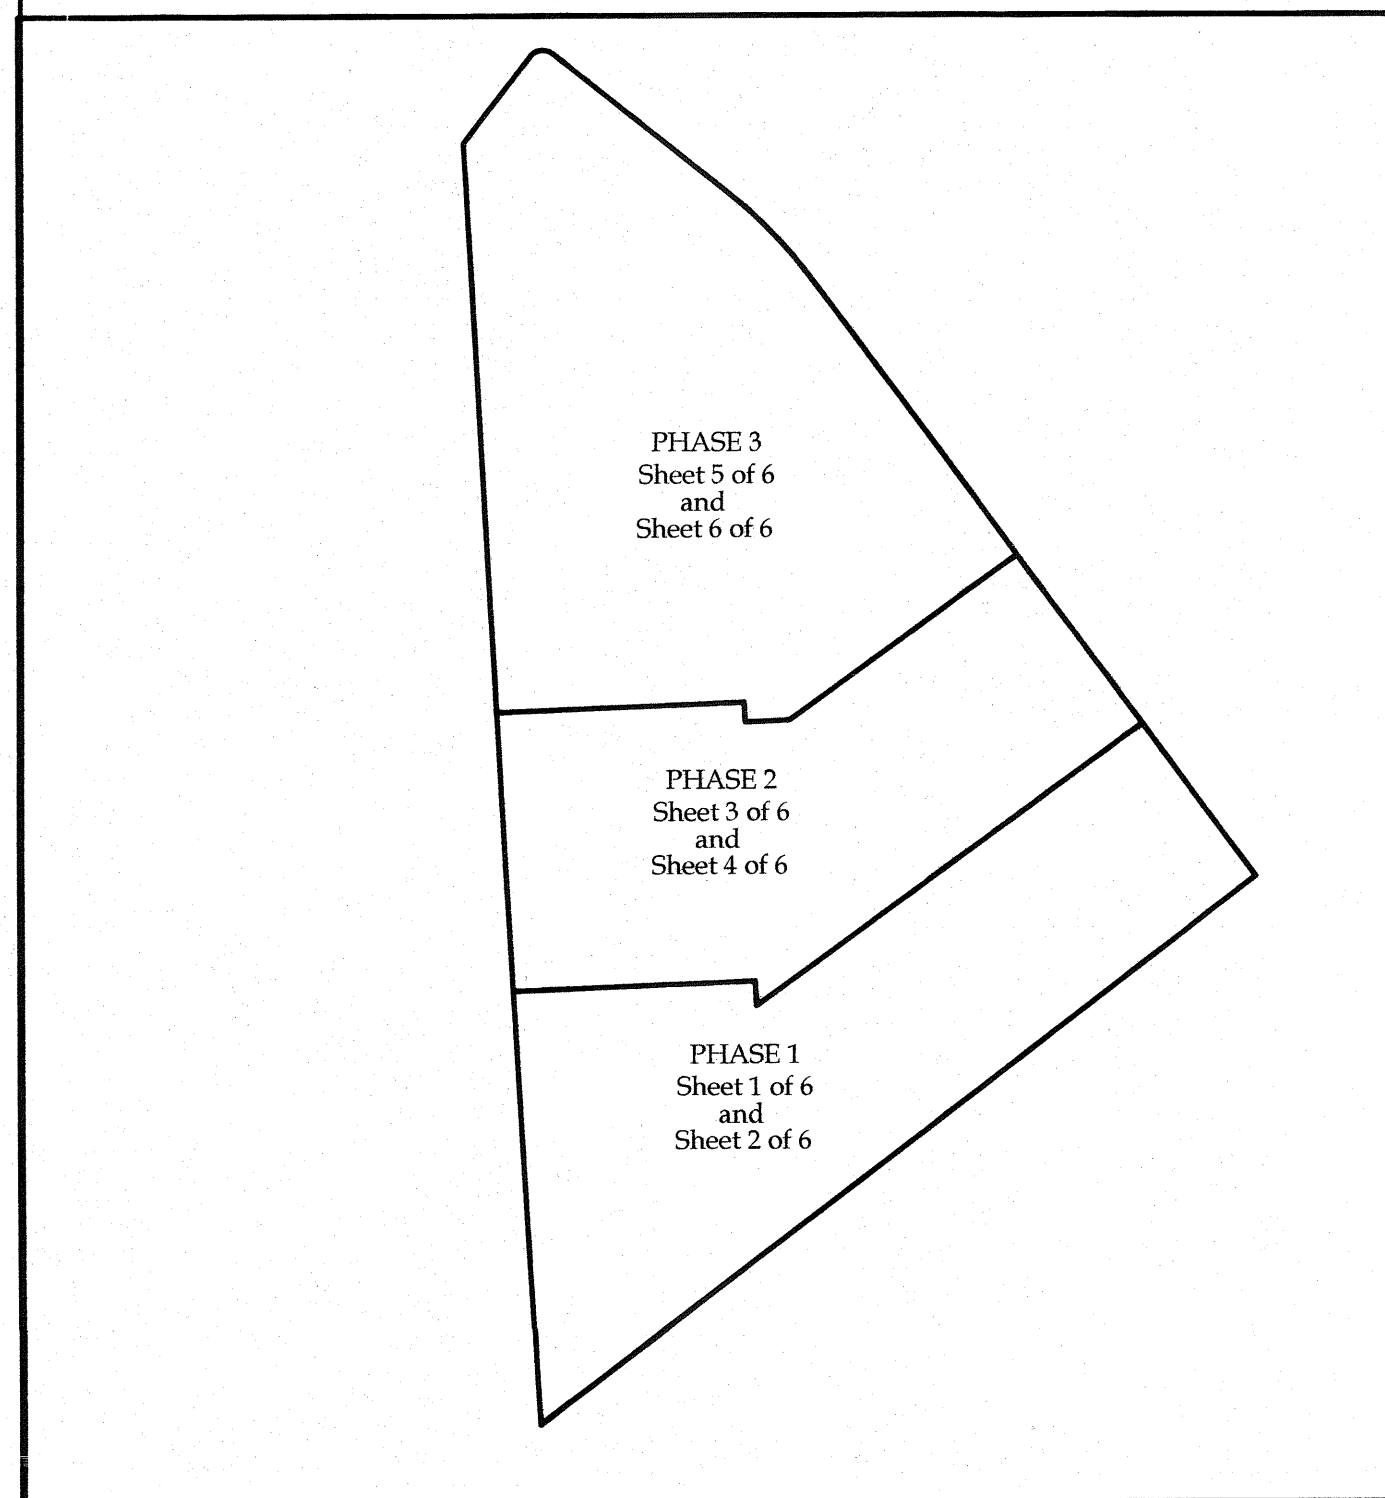 PHASE 3
Sheet 5 of 6
and
Sheet 6 of 6
PHASE 2
Sheet 3 of 6
and
Sheet 4 of 6
PHASE 1
Sheet 1 of 6
and
Sheet 2 of 6